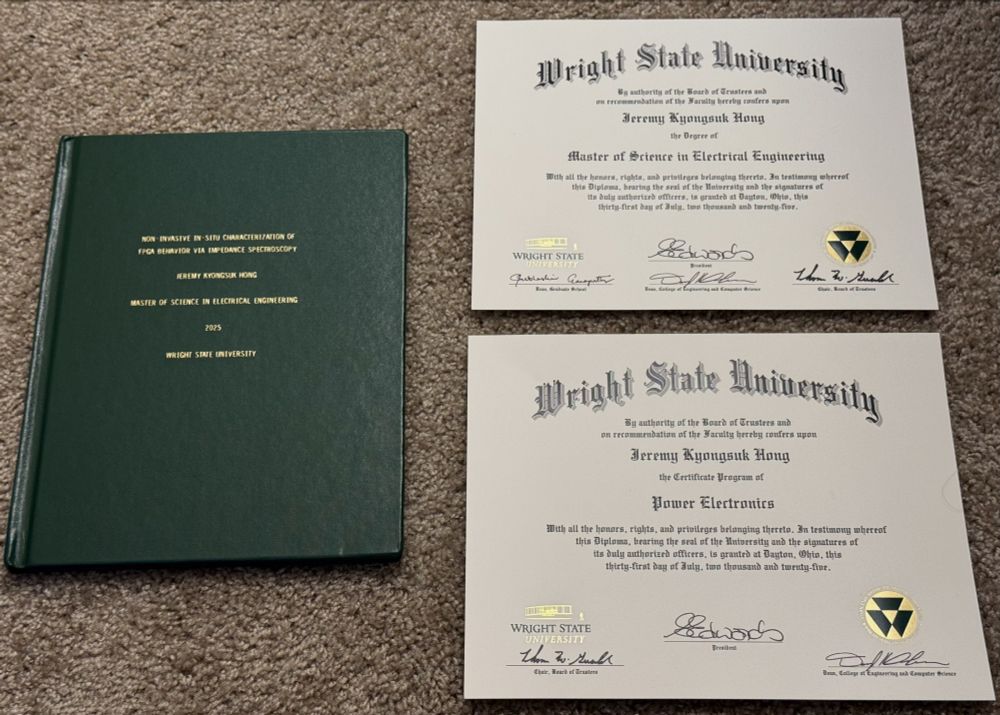 NON-INVASIVE IN-SITU CHARACTERIZATION OF
FPGA BEHAVIOR VIA IMPEDANCE SPECTROSCOPY
JEREMY KYONGSUK HONG
MASTER OF SCIENCE IN ELECTRICAL ENGINEERING
2025
WRIGHT STATE UNIVERSITY
Wright State University
By authority of the Board of Trustees and
on recommendation of the Faculty hereby confers upon
Jeremy Kyongsuk Hong
the Degree of
Master of Science in Electrical Engineering
With all the honors, rights, and privileges belonging thereto. In testimony whereof
this Diploma, bearing the seal of the University and the signatures of
its duly authorized officers, is granted at Dayton, Ohio, this
thirty-first day of July, two thousand and twenty-five.
WRIGHT STATE
UNIVERSITY
Dean, Graduate School
President
Dean, College of Engineering and Computer Science
Chair, Board of Trustees
Wright State University
By authority of the Board of Trustees and
on recommendation of the Faculty hereby confers upon
Jeremy Kyongsuk Hong
the Certificate Program of
Power Electronics
With all the honors, rights, and privileges belonging thereto. In testimony whereof
this Diploma, bearing the seal of the University and the signatures of
its duly authorized officers, is granted at Dayton, Ohio, this
thirty-first day of July, two thousand and twenty-five.
WRIGHT STATE
UNIVERSITY
Chair, Board of Trustees
President
Dean, College of Engineering and Computer Science